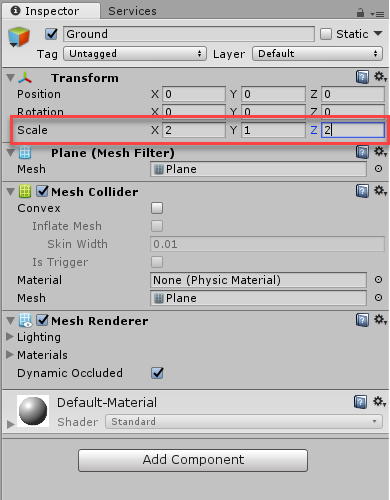 Inspector Services
Ground Static
Tag Untagged Layer Default
Transform
Position X 0 Y 0 Z 0
Rotation X 0 Y 0 Z 0
Scale X 2 Y 1 Z 2
Plane (Mesh Filter)
Mesh Plane
Mesh Collider
Convex
Inflate Mesh
Skin Width 0.01
Is Trigger
Material None (Physic Material)
Mesh Plane
Mesh Renderer
Lighting
Materials
Dynamic Occluded
Default-Material
Shader Standard
Add Component